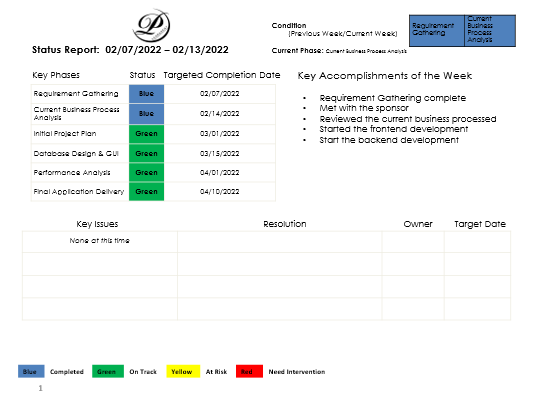 Condition
(Previous Week/Current Week)
Requirement Gathering
Current Business Process Analysis
Status Report: 02/07/2022 – 02/13/2022
Current Phase: Current Business Process Analysis
Key Phases Status Targeted Completion Date
Requirement Gathering Blue 02/07/2022
Current Business Process Analysis Blue 02/14/2022
Initial Project Plan Green 03/01/2022
Database Design & GUI Green 03/15/2022
Performance Analysis Green 04/01/2022
Final Application Delivery Green 04/10/2022
Key Accomplishments of the Week
• Requirement Gathering complete
• Met with the sponsor
• Reviewed the current business processed
• Started the frontend development
• Start the backend development
Key Issues Resolution Owner Target Date
None at this time
Blue Completed Green On Track Yellow At Risk Red Need Intervention
1